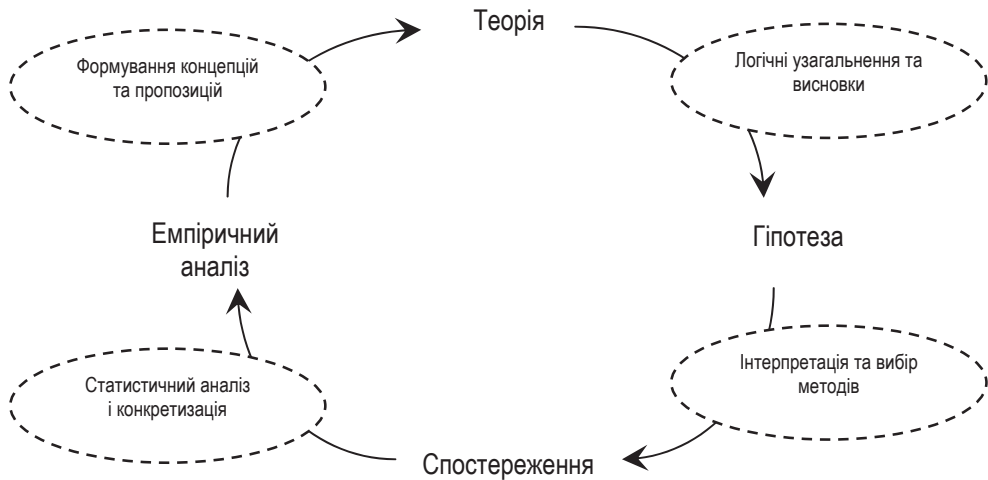 Теорія
Формування концепцій
та пропозицій
Логічні узагальнення та
висновки
Емпіричний
аналіз
Гіпотеза
Статистичний аналіз
і конкретизація
Інтерпретація та вибір
методів
Спостереження